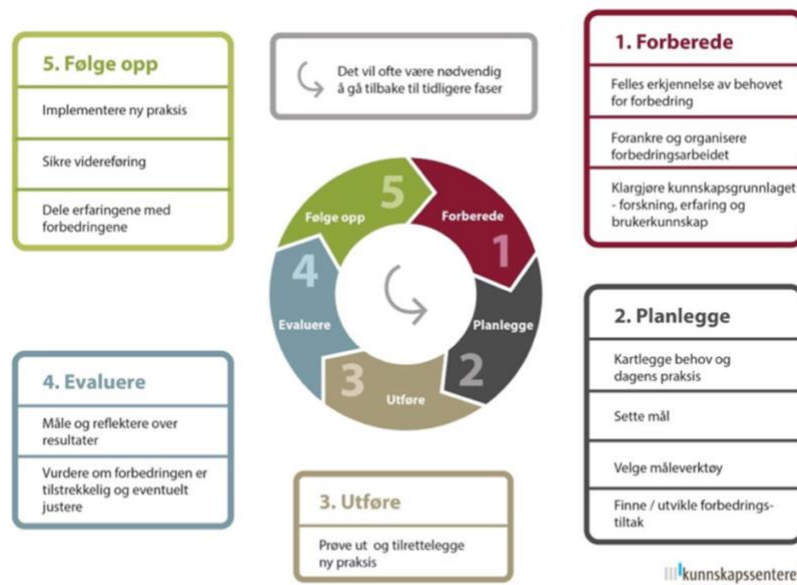 5. Følge opp
Implementere ny praksis
Sikre videreføring
Dele erfaringene med
forbedringene
Det vil ofte være nødvendig
å gå tilbake til tidligere faser
1. Forberede
Felles erkjennelse av behovet
for forbedring
Forankre og organisere
forbedringsarbeidet
Klargjøre kunnskapsgrunnlaget
- forskning, erfaring og
brukerkunnskap
5
Følge opp
Forberede
1
4
Evaluere
Planlegge
2
3
Utføre
2. Planlegge
Kartlegge behov og
dagens praksis
Sette mål
Velge måleverktøy
Finne / utvikle forbedrings-
tiltak
4. Evaluere
Måle og reflektere over
resultater
Vurdere om forbedringen er
tilstrekkelig og eventuelt
justere
3. Utføre
Prøve ut og tilrettelegge
ny praksis
kunnskapssentere